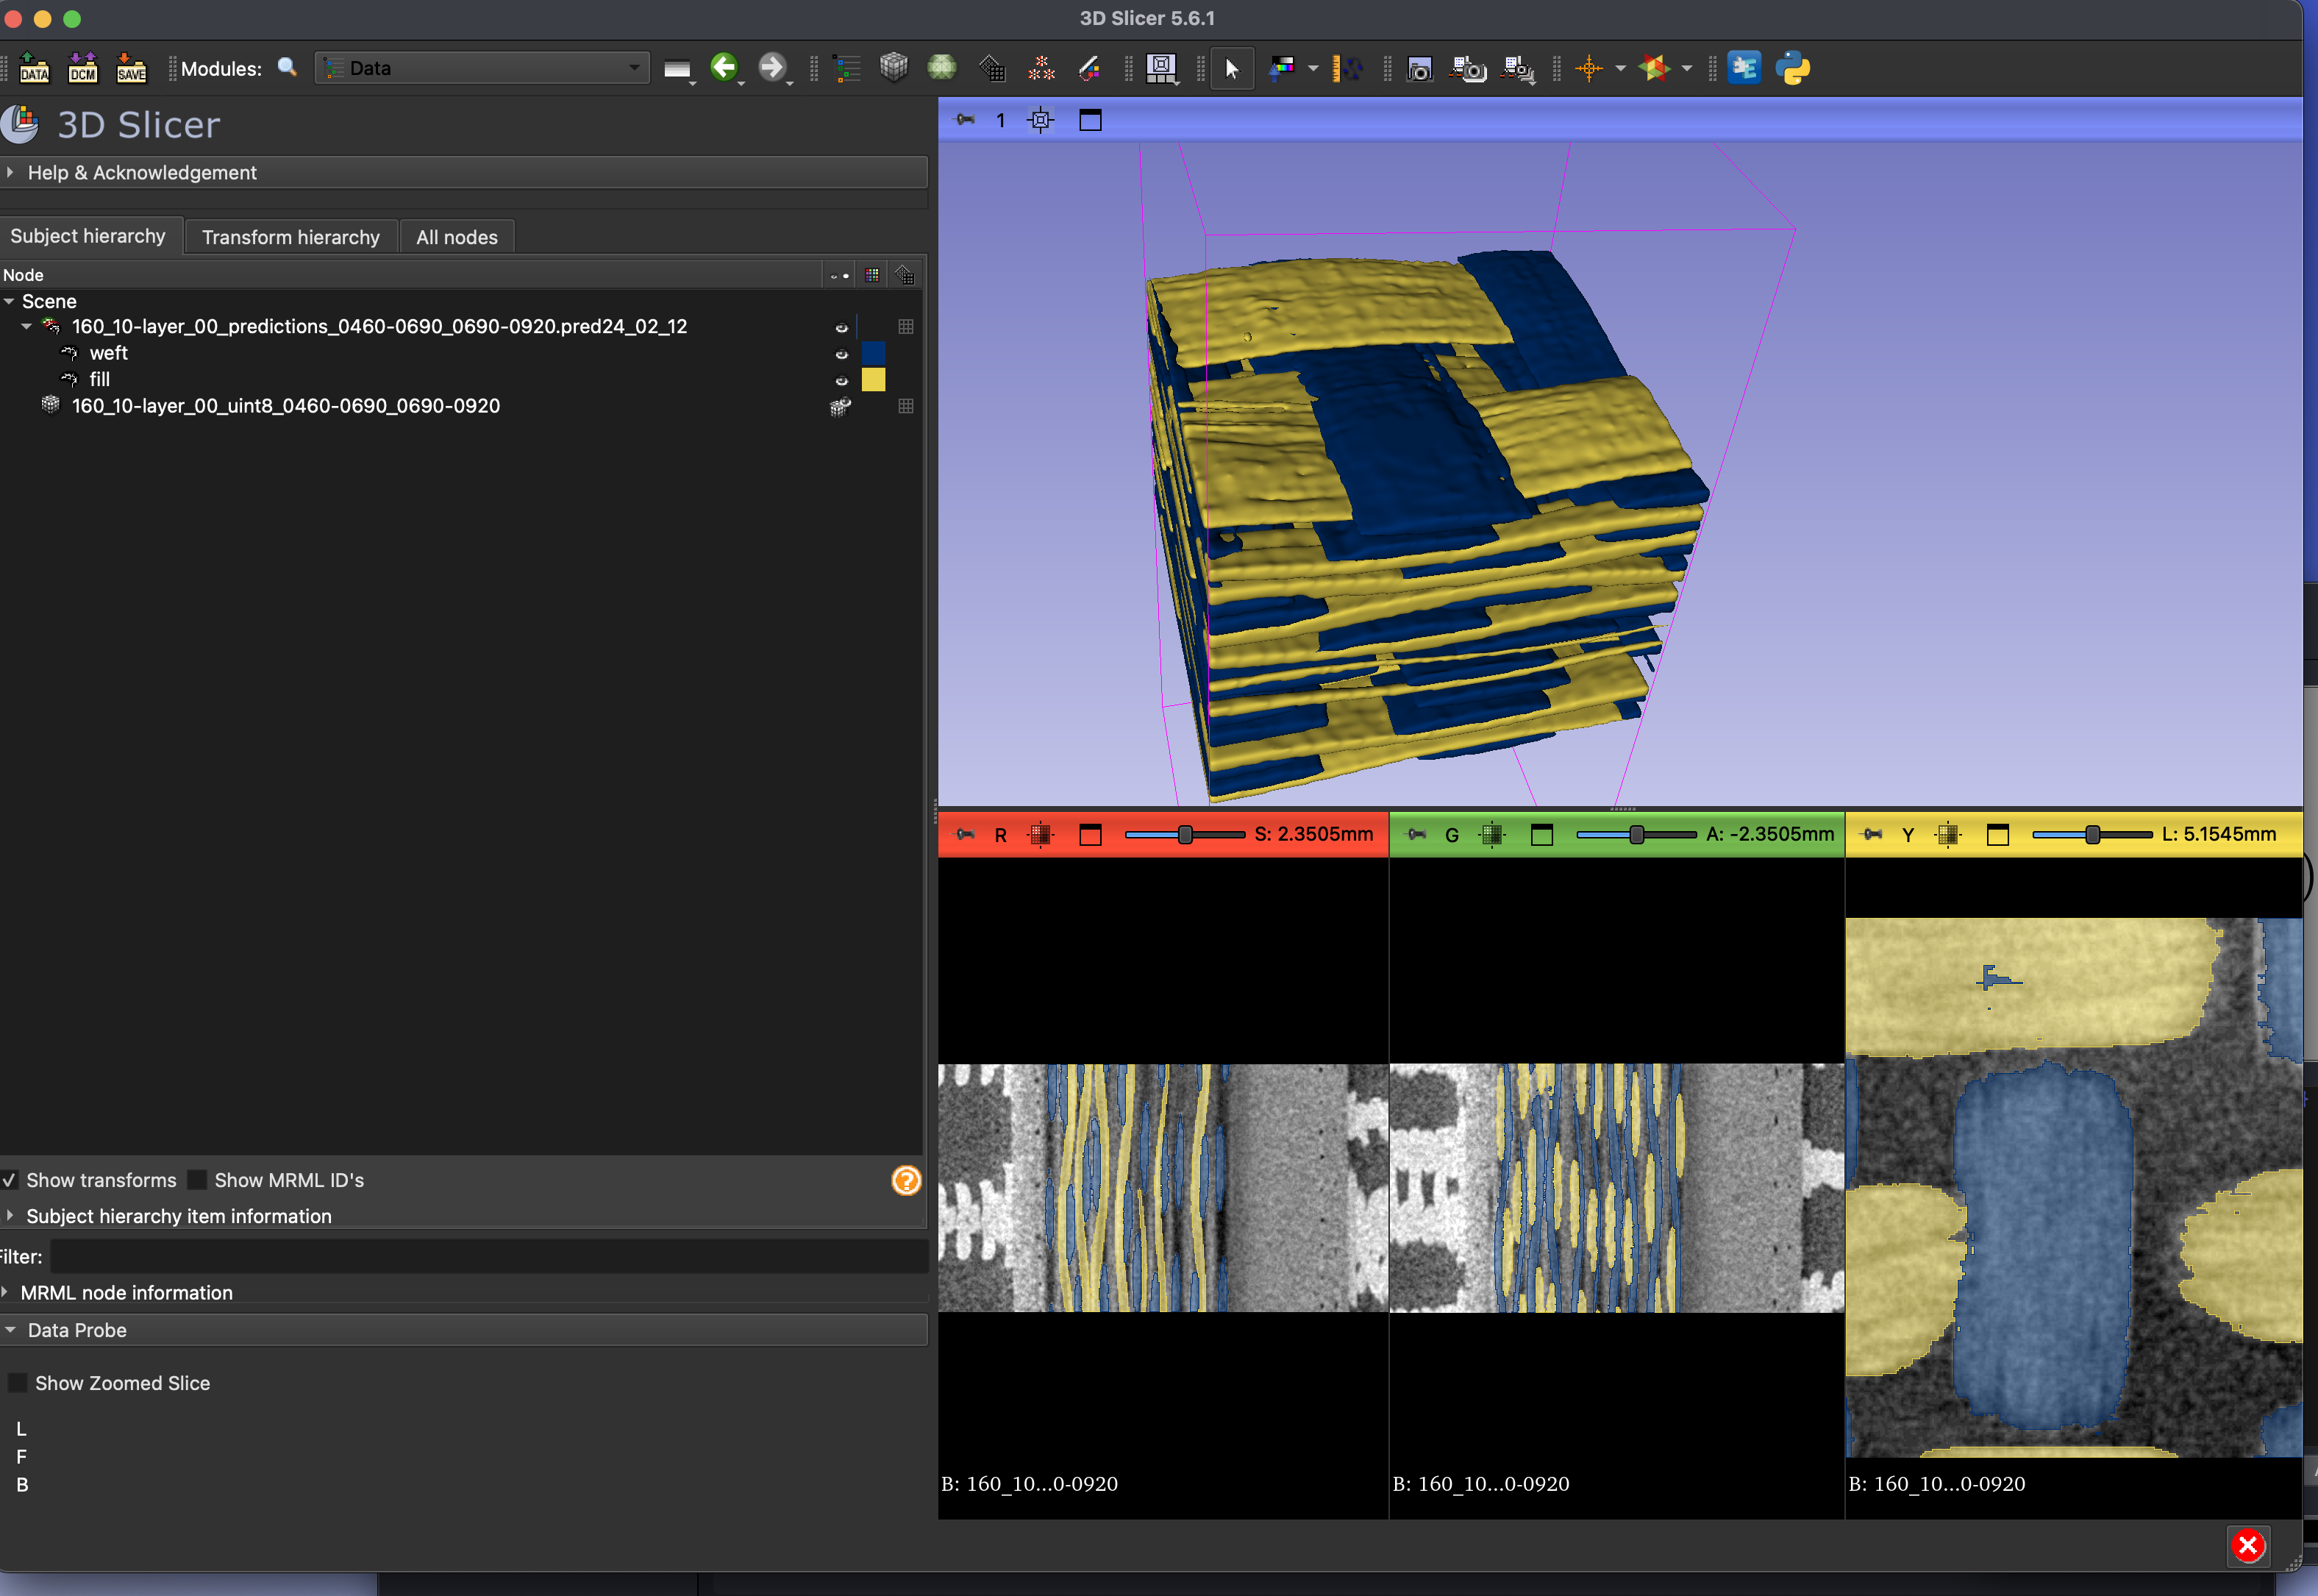 3D Slicer 5.6.1
DATA DCM SAVE Modules: Data
3D Slicer
Help & Acknowledgement
Subject hierarchy Transform hierarchy All nodes
Node
Scene
160_10-layer_00_predictions_0460-0690_0690-0920.pred24_02_12
weft
fill
160_10-layer_00_uint8_0460-0690_0690-0920
Show transforms Show MRML ID's
Subject hierarchy item information
Filter:
MRML node information
Data Probe
Show Zoomed Slice
L
F
B
1
R S: 2.3505mm
G A: -2.3505mm
Y L: 5.1545mm
B: 160_10...0-0920
B: 160_10...0-0920
B: 160_10...0-0920